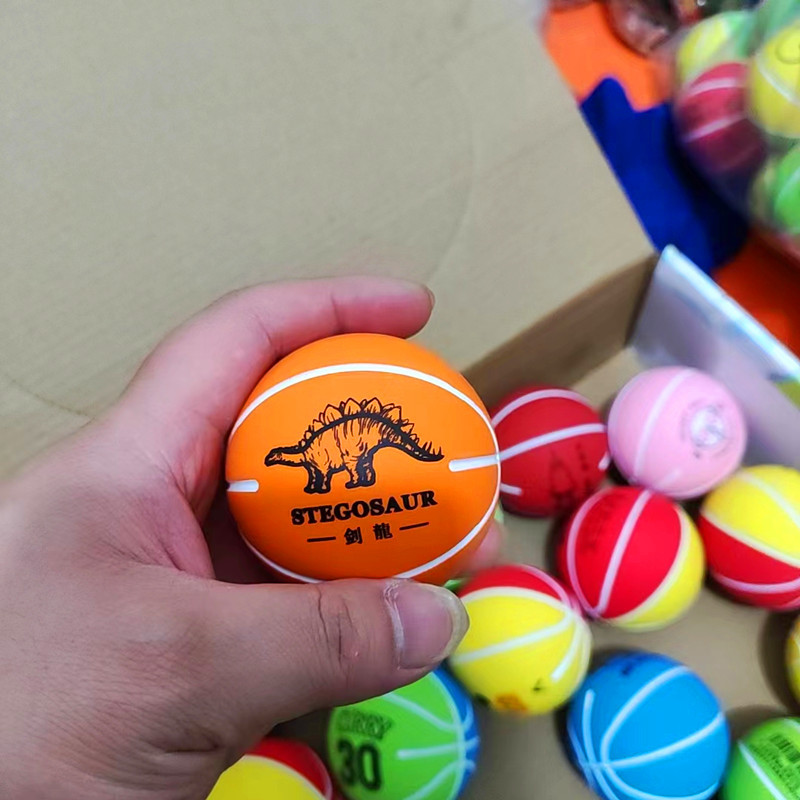 STEGOSAUR
— 劍龍 —
30